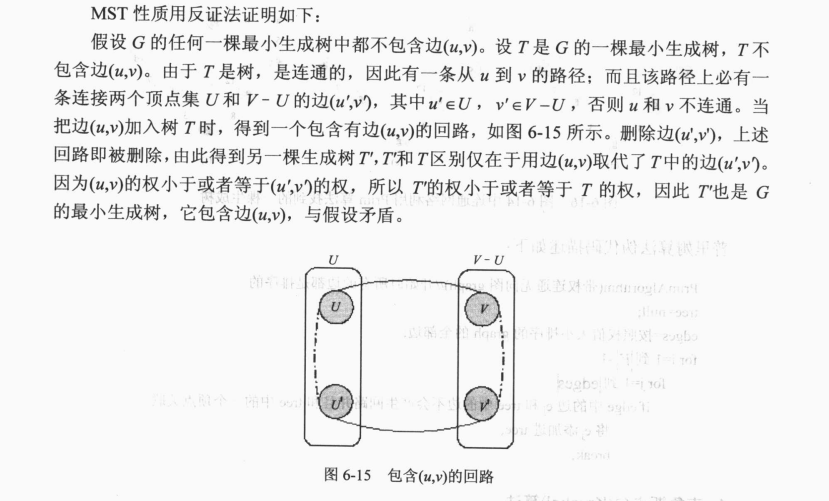 MST 性质用反证法证明如下：
假设 G 的任何一棵最小生成树中都不包含边(u,v)。设 T 是 G 的一棵最小生成树，T 不
包含边(u,v)。由于 T 是树，是连通的，因此有一条从 u 到 v 的路径；而且该路径上必有一
条连接两个顶点集 U 和 V－U 的边(u',v')，其中 u'∈U，v'∈V－U，否则 u 和 v 不连通。当
把边(u,v)加入树 T 时，得到一个包含有边(u,v)的回路，如图 6-15 所示。删除边(u',v')，上述
回路即被删除，由此得到另一棵生成树 T'，T'和 T 区别仅在于用边(u,v)取代了 T 中的边(u',v')。
因为(u,v)的权小于或者等于(u',v')的权，所以 T'的权小于或者等于 T 的权，因此 T'也是 G
的最小生成树，它包含边(u,v)，与假设矛盾。
U V－U
U V
U' V'
图 6-15 包含(u,v)的回路